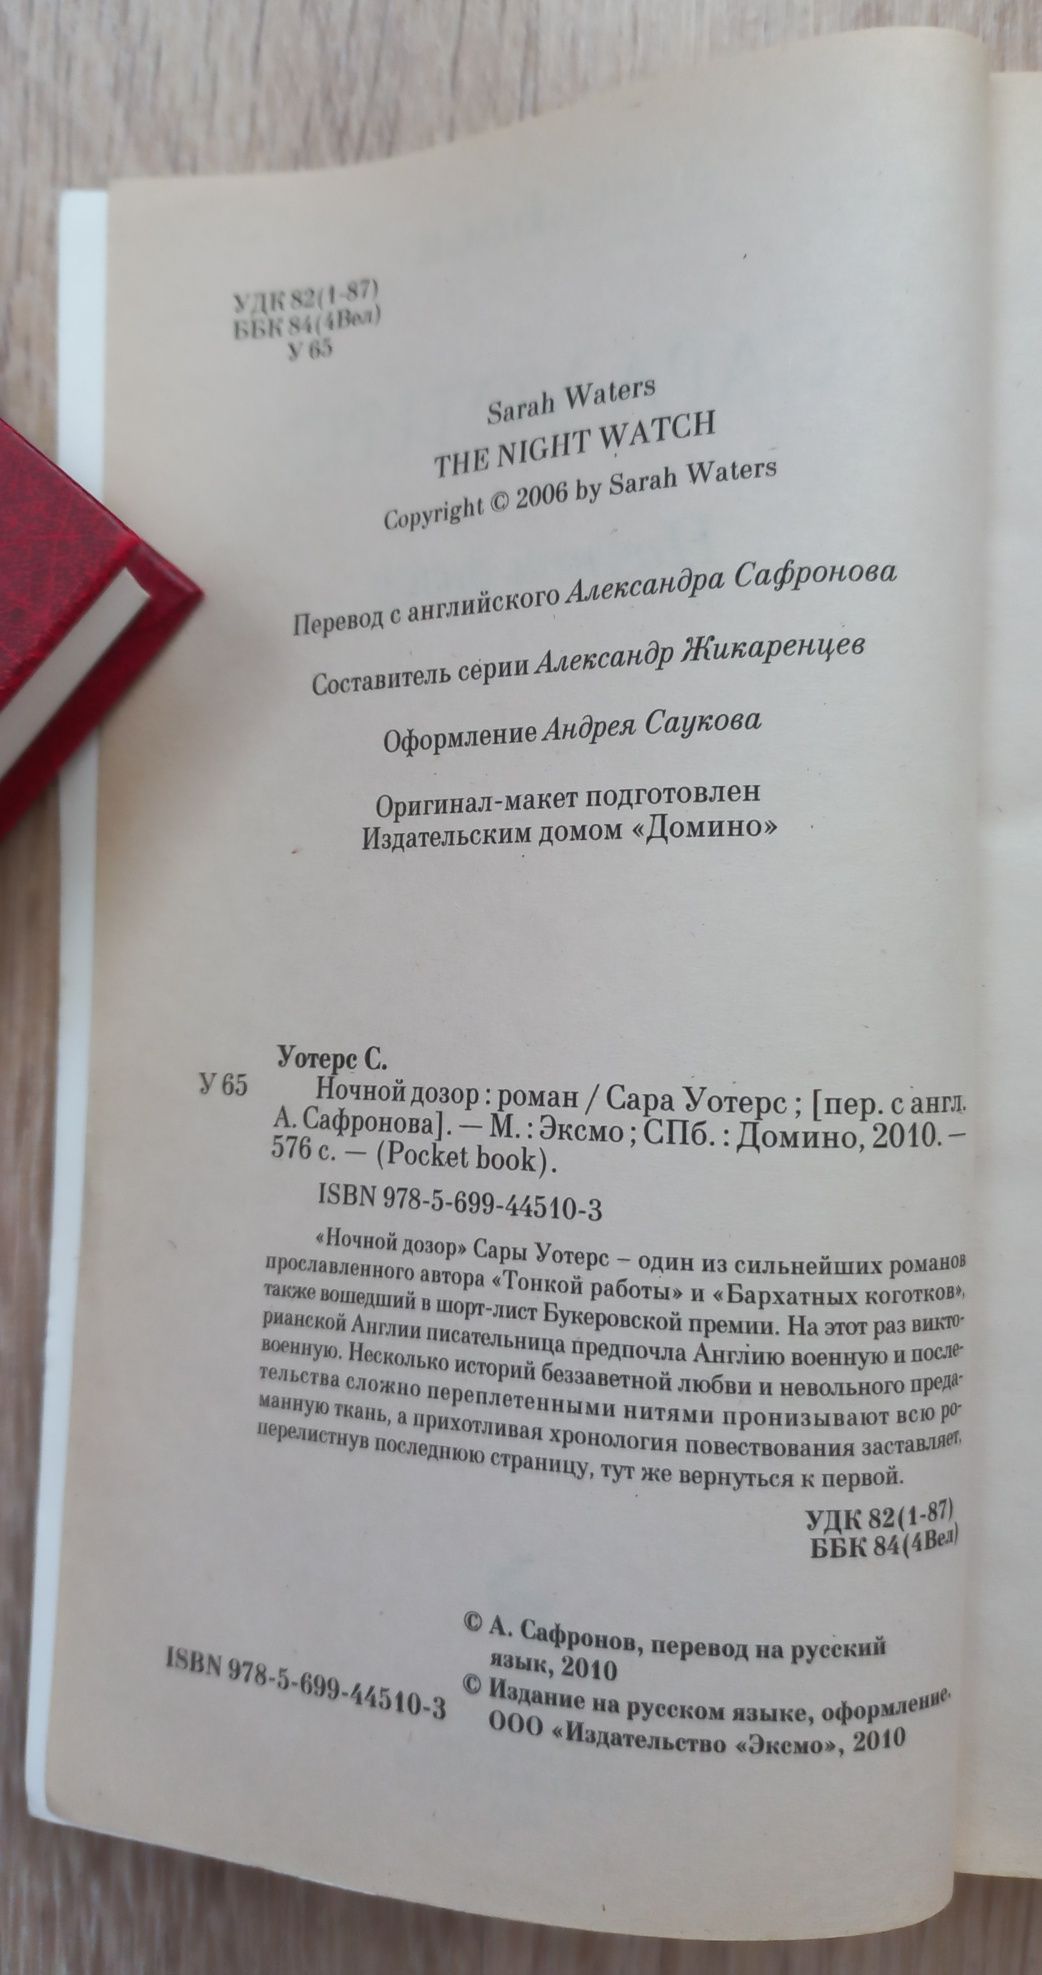 УДК 82(1-87)
ББК 84(4Вел)
У 65
Sarah Waters
THE NIGHT WATCH
Copyright © 2006 by Sarah Waters
Перевод с английского Александра Сафронова
Составитель серии Александр Жикаренцев
Оформление Андрея Саукова
Оригинал-макет подготовлен
Издательским домом «Домино»
Уотерс С.
У 65 Ночной дозор : роман / Сара Уотерс ; [пер. с англ.
А. Сафронова]. — М. : Эксмо ; СПб. : Домино, 2010. —
576 с. — (Pocket book).
ISBN 978-5-699-44510-3
«Ночной дозор» Сары Уотерс – один из сильнейших романов
прославленного автора «Тонкой работы» и «Бархатных коготков»,
также вошедший в шорт-лист Букеровской премии. На этот раз викто-
рианской Англии писательница предпочла Англию военную и после-
военную. Несколько историй беззаветной любви и невольного преда-
тельства сложно переплетенными нитями пронизывают всю ро-
манную ткань, а прихотливая хронология повествования заставляет,
перелистнув последнюю страницу, тут же вернуться к первой.
УДК 82(1-87)
ББК 84(4Вел)
© А. Сафронов, перевод на русский
язык, 2010
© Издание на русском языке, оформление.
ООО «Издательство «Эксмо», 2010
ISBN 978-5-699-44510-3